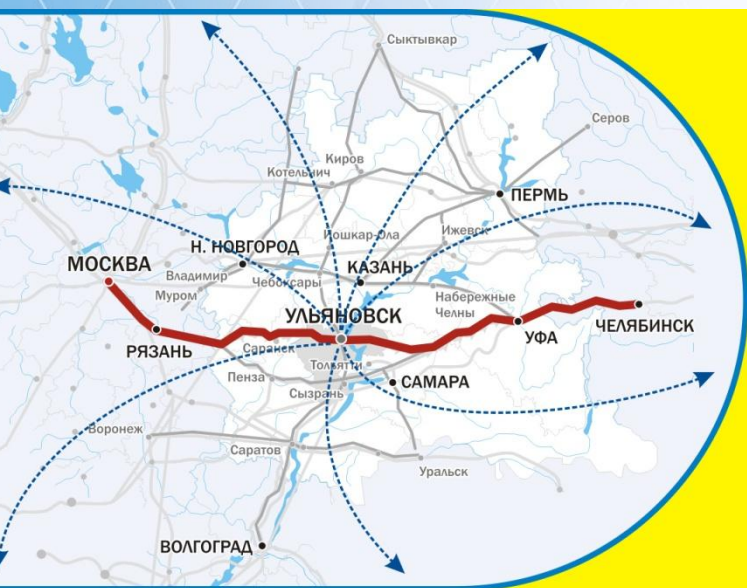 Сыктывкар
Серов
Киров
Котельнич
ПЕРМЬ
Йошкар-Ола
Ижевск
Н. НОВГОРОД
МОСКВА
Владимир
Чебоксары
КАЗАНЬ
Муром
Набережные
Челны
УЛЬЯНОВСК
РЯЗАНЬ
Саранск
УФА
ЧЕЛЯБИНСК
Тольятти
Пенза
САМАРА
Сызрань
Воронеж
Саратов
Уральск
ВОЛГОГРАД